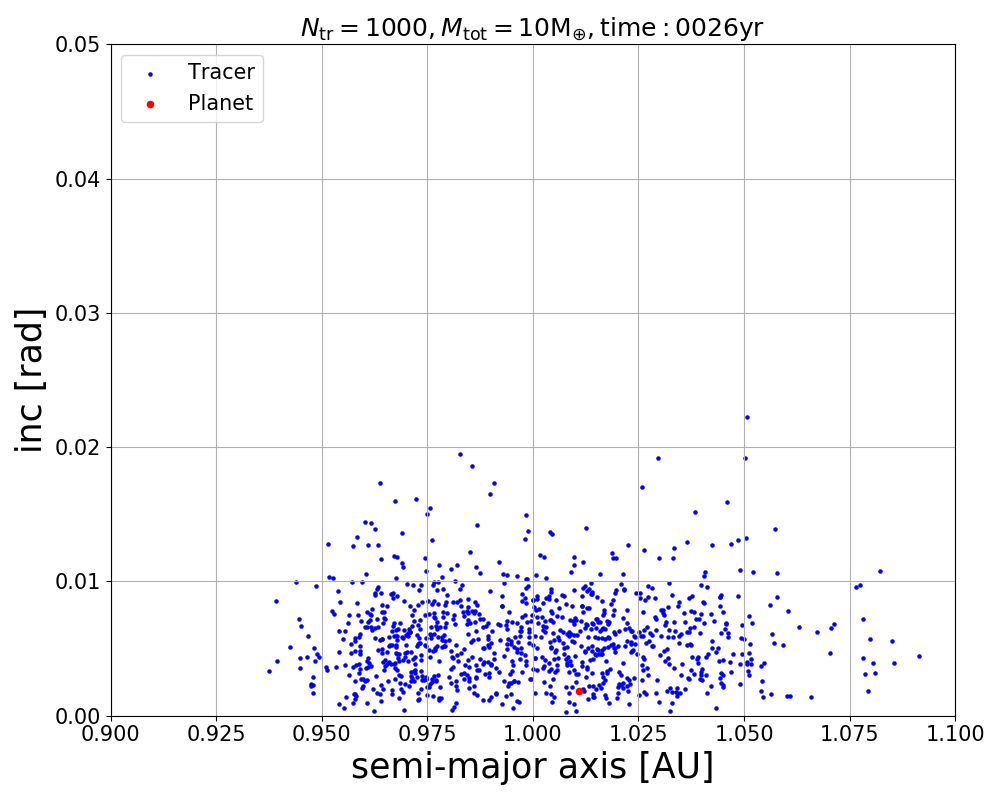 N_tr = 1000, M_tot = 10M_⊕, time : 0026yr
0.05
Tracer
Planet
0.04
0.03
inc [rad]
0.02
0.01
0.00
0.900 0.925 0.950 0.975 1.000 1.025 1.050 1.075 1.100
semi-major axis [AU]